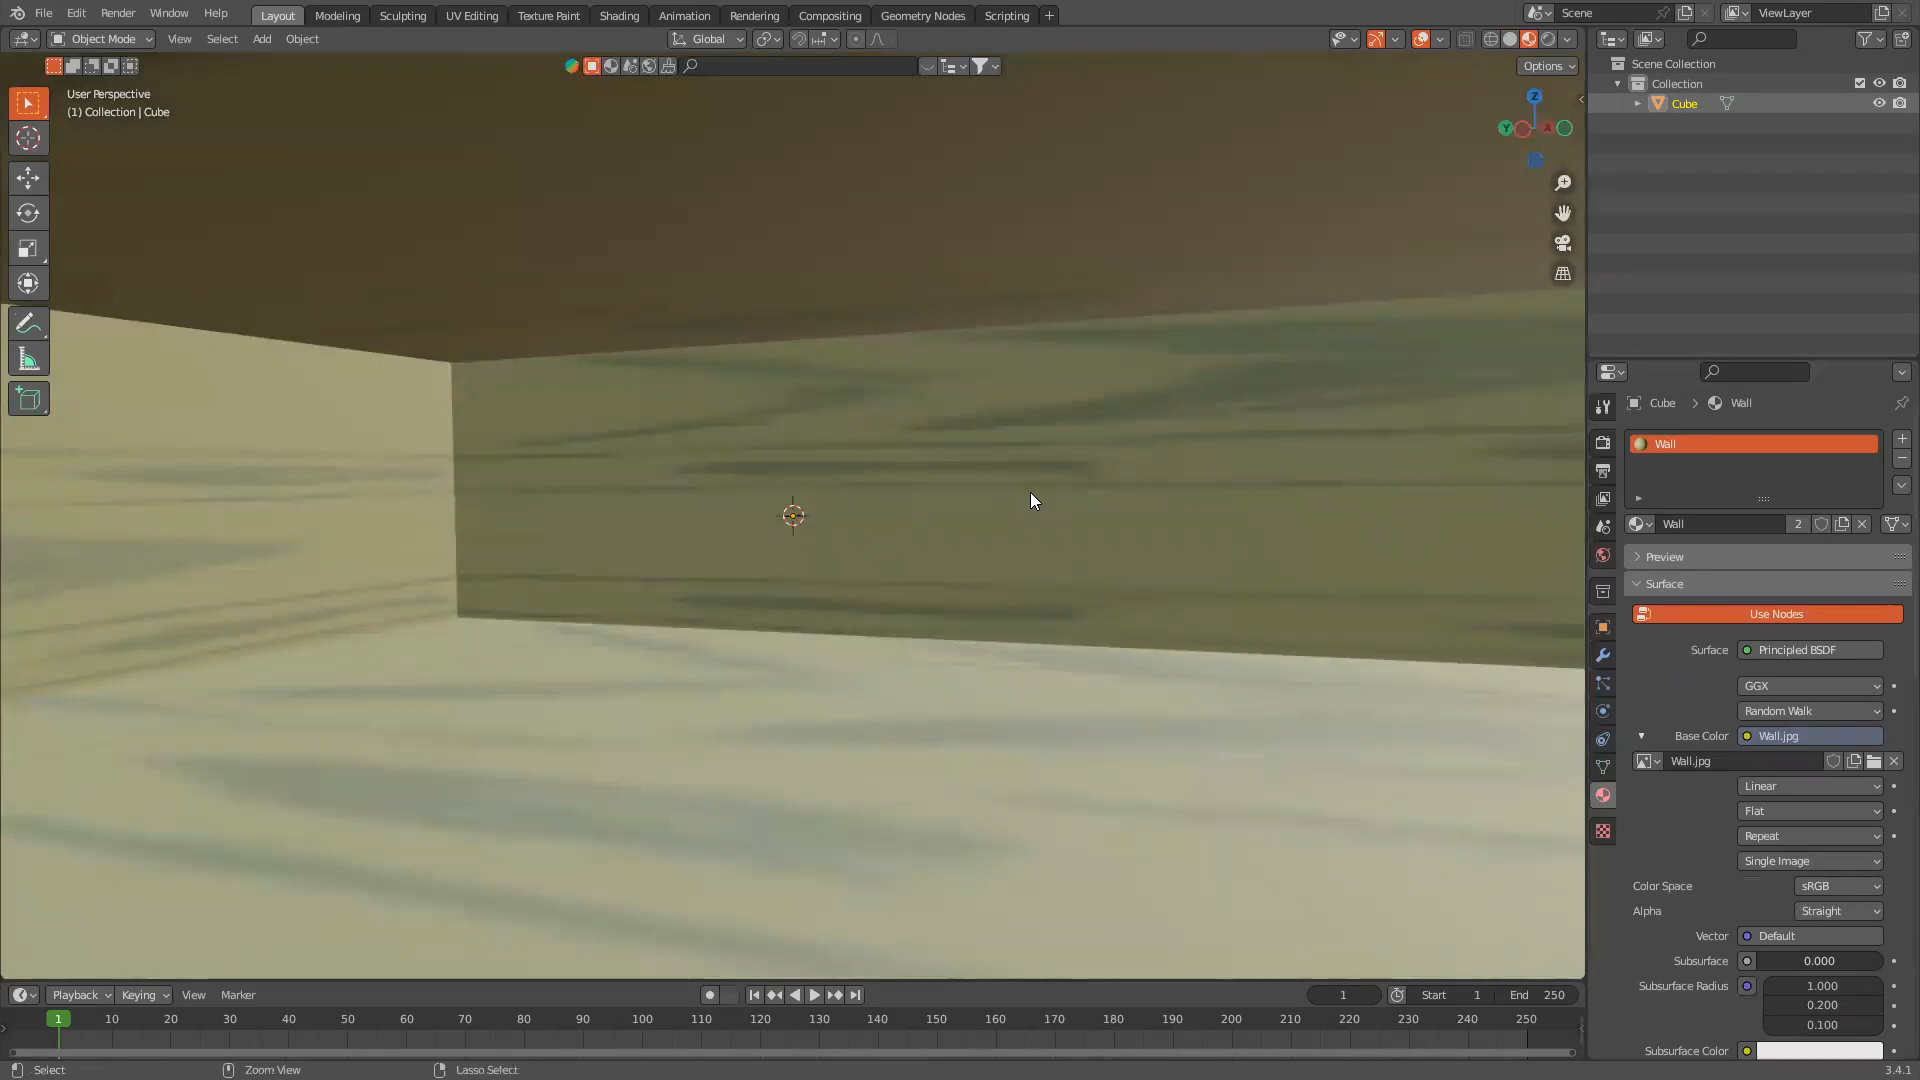 File Edit Render Window Help Layout Modeling Sculpting UV Editing Texture Paint Shading Animation Rendering Compositing Geometry Nodes Scripting + Scene ViewLayer
Object Mode View Select Add Object Global
Options
User Perspective
(1) Collection | Cube
Z
Y X
Scene Collection
Collection
Cube
Cube > Wall
Wall
Wall 2
Preview
Surface
Use Nodes
Surface Principled BSDF
GGX
Random Walk
Base Color Wall.jpg
Wall.jpg
Linear
Flat
Repeat
Single Image
Color Space sRGB
Alpha Straight
Vector Default
Subsurface 0.000
Subsurface Radius 1.000
0.200
0.100
Subsurface Color
Playback Keying View Marker 1 Start 1 End 250
1 10 20 30 40 50 60 70 80 90 100 110 120 130 140 150 160 170 180 190 200 210 220 230 240 250
Select Zoom View Lasso Select 3.4.1